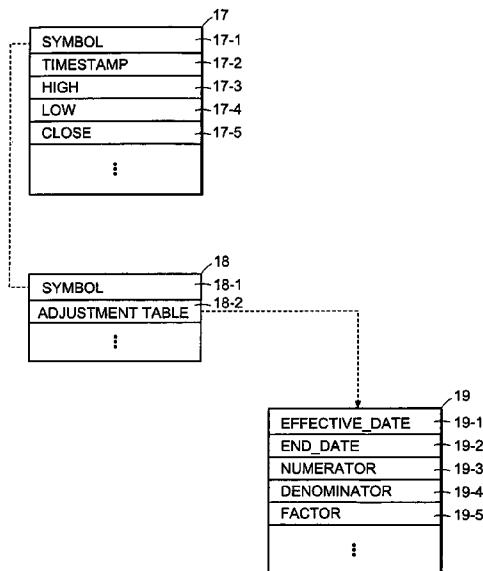 17
SYMBOL 17-1
TIMESTAMP 17-2
HIGH 17-3
LOW 17-4
CLOSE 17-5
18
SYMBOL 18-1
ADJUSTMENT TABLE 18-2
19
EFFECTIVE_DATE 19-1
END_DATE 19-2
NUMERATOR 19-3
DENOMINATOR 19-4
FACTOR 19-5